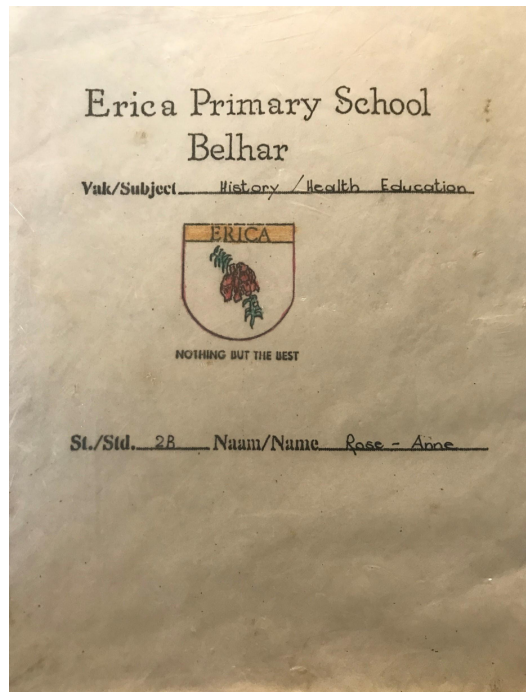 Erica Primary School
Belhar
Vak/Subject History / Health Education
ERICA
NOTHING BUT THE BEST
St./Std. 2B Naam/Name Rose - Anne